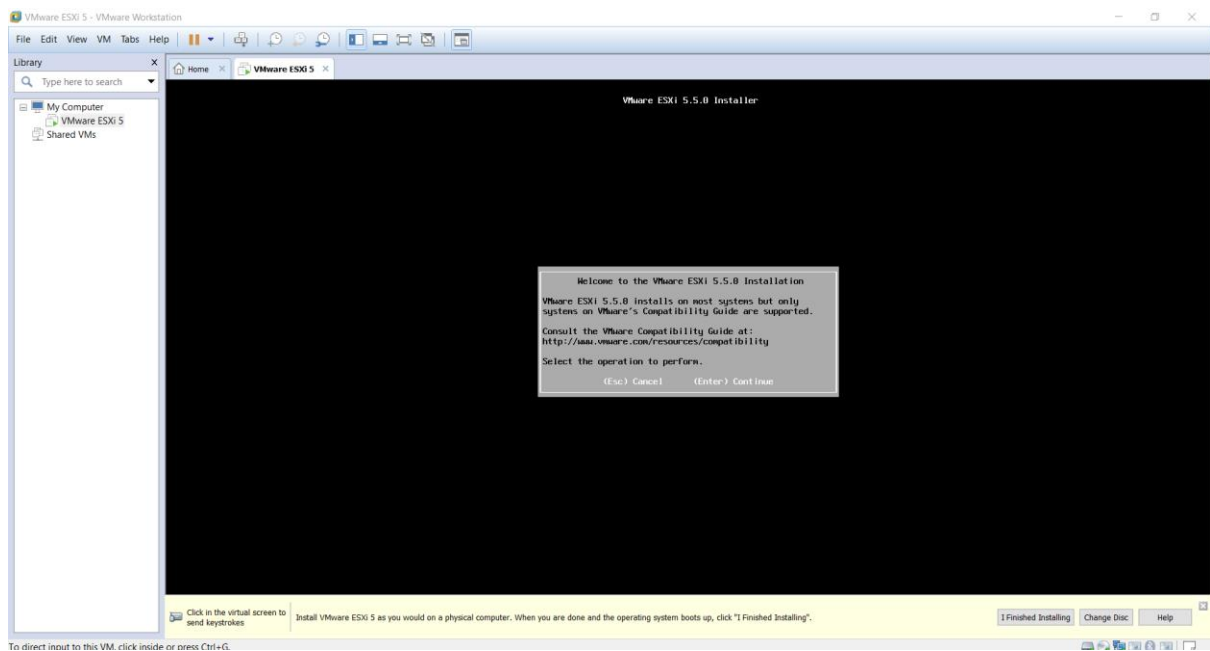 VMware ESXi 5 - VMware Workstation
File Edit View VM Tabs Help
Library X
Home × VMware ESXi 5 ×
Type here to search
My Computer
VMware ESXi 5
Shared VMs
VMware ESXi 5.5.0 Installer
Welcome to the VMware ESXi 5.5.0 Installation
VMware ESXi 5.5.0 installs on most systems but only
systems on VMware's Compatibility Guide are supported.
Consult the VMware Compatibility Guide at:
http://www.vmware.com/resources/compatibility
Select the operation to perform.
(Esc) Cancel (Enter) Continue
Click in the virtual screen to
send keystrokes
Install VMware ESXi 5 as you would on a physical computer. When you are done and the operating system boots up, click "I Finished Installing".
I Finished Installing Change Disc Help
To direct input to this VM, click inside or press Ctrl+G.